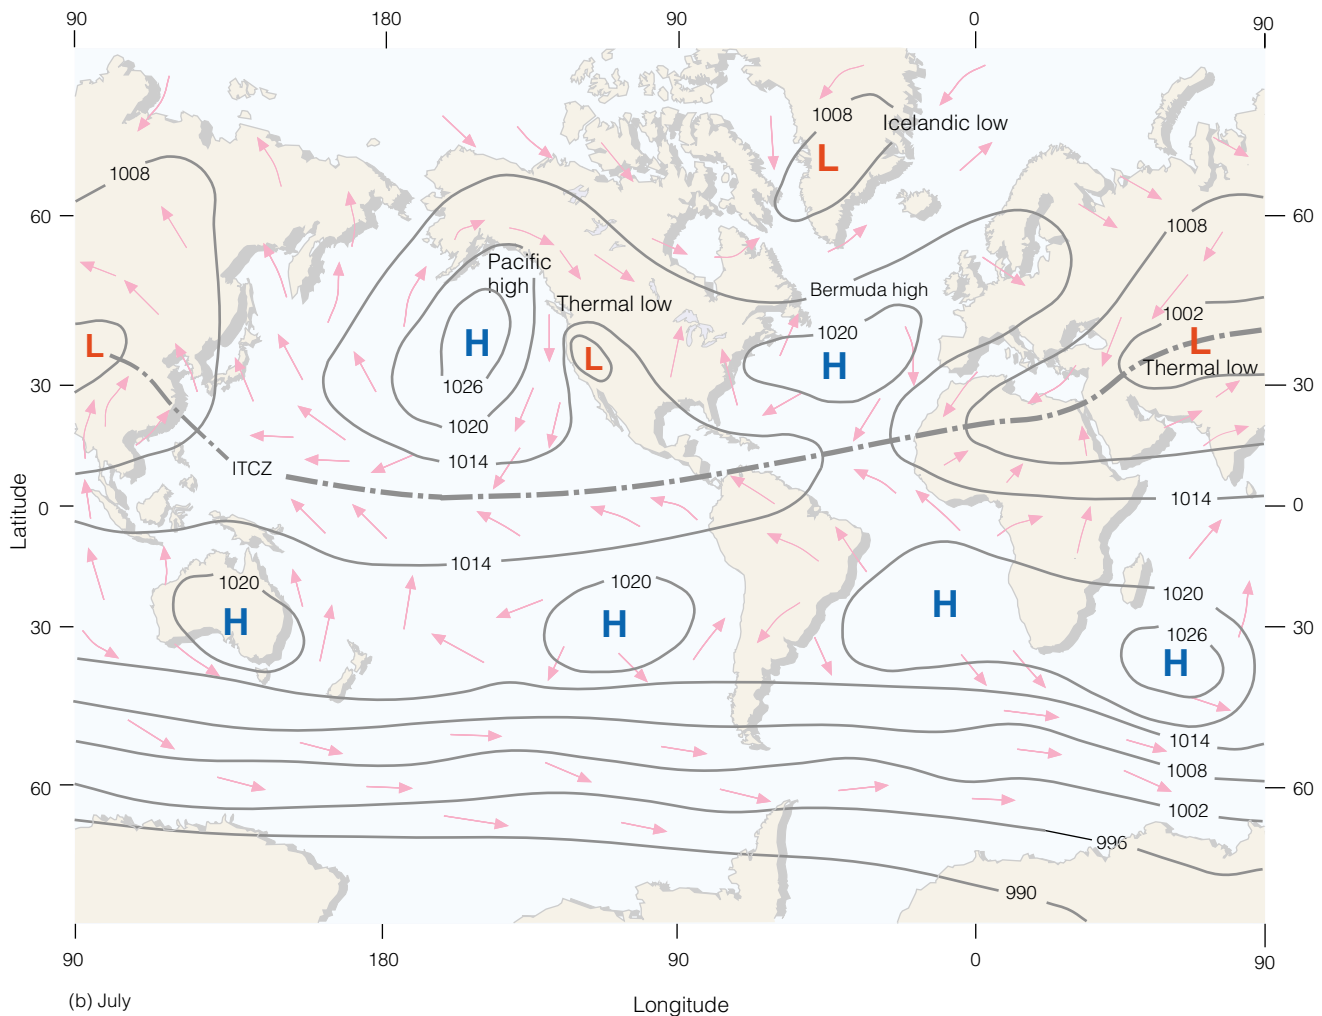 90 180 90 0 90
1008
Icelandic low
L
1008
60 60
1008
Pacific
high
Bermuda high
Thermal low
1002
1020
L H L
H
L
Thermal low
30 1026 30
1020
1014
ITCZ
1014
0 0
Latitude
1014
1020 1020 1020
H H H
30 1026 30
H
1014
1008
60 60
1002
996
990
90 180 90 0 90
(b) July Longitude